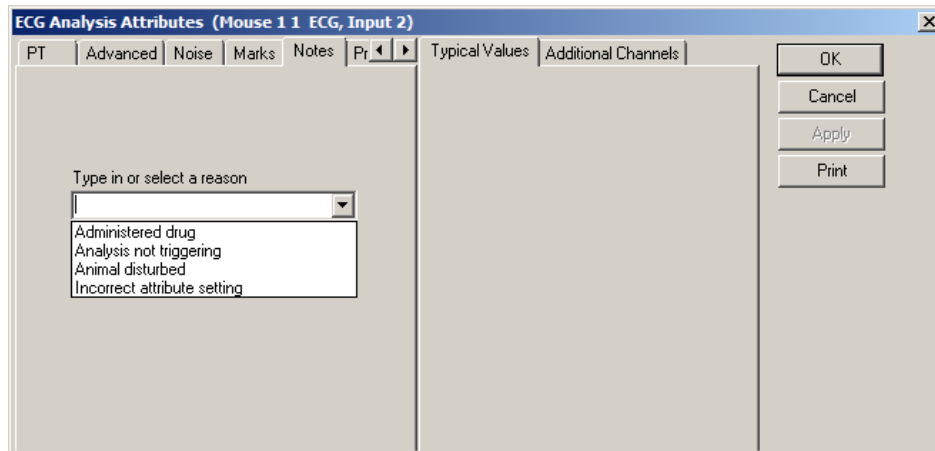 ECG Analysis Attributes (Mouse 1 1 ECG, Input 2)
PT Advanced Noise Marks Notes Pr
Typical Values Additional Channels
OK
Cancel
Apply
Print
Type in or select a reason
Administered drug
Analysis not triggering
Animal disturbed
Incorrect attribute setting